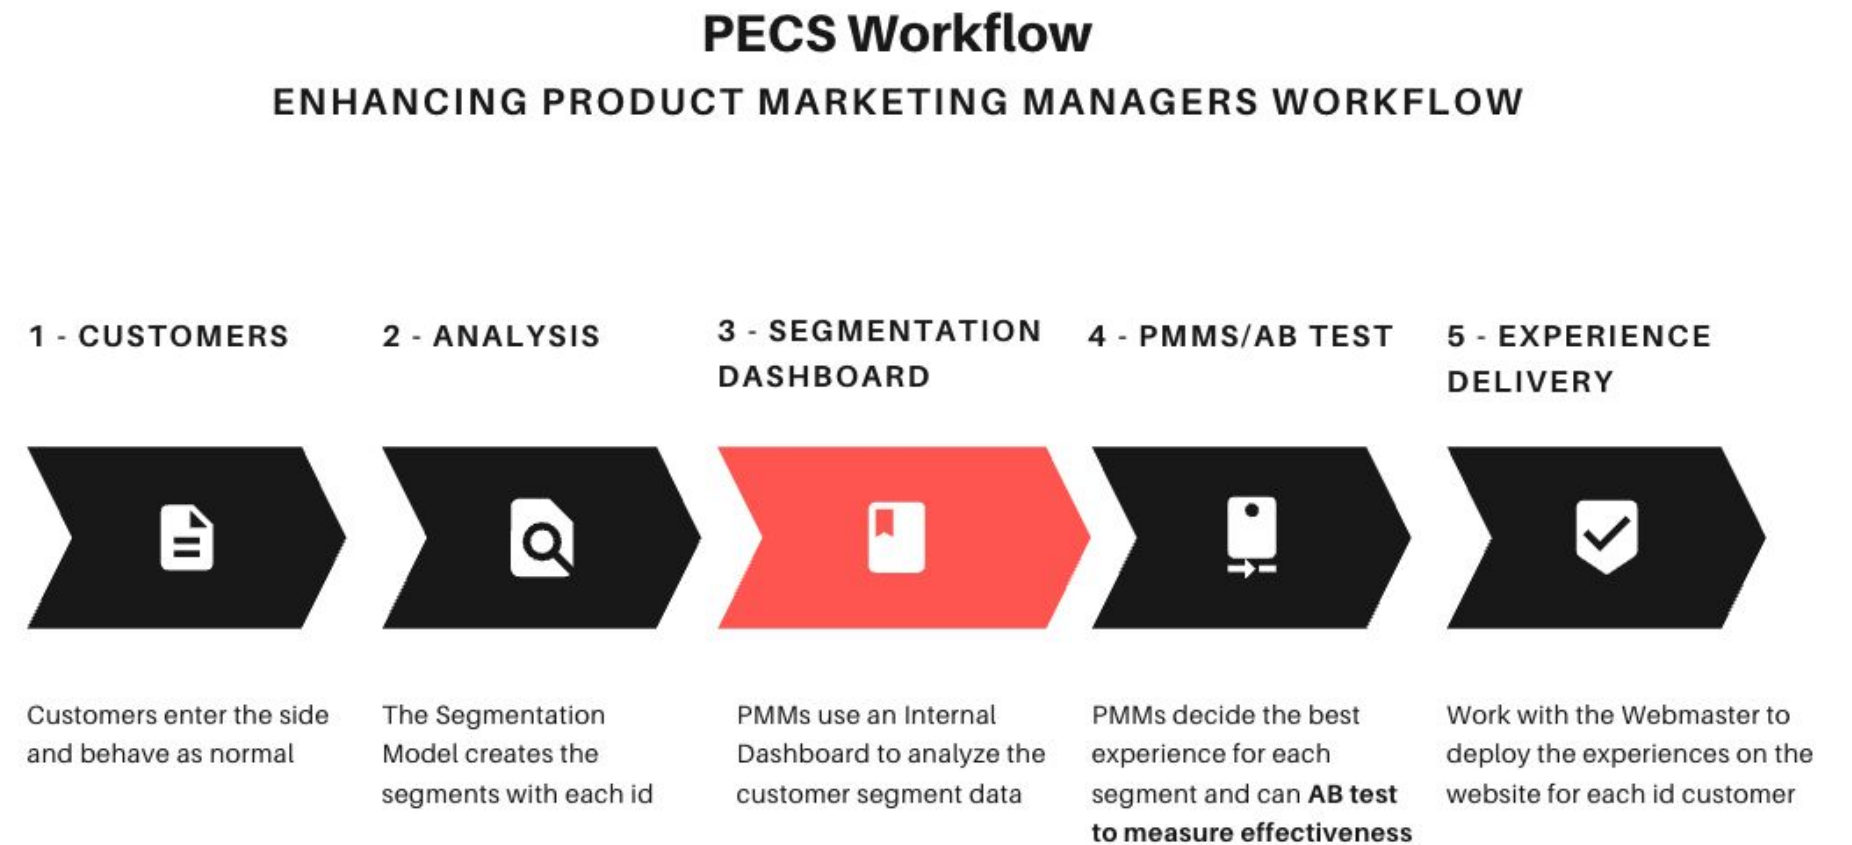 PECS Workflow
ENHANCING PRODUCT MARKETING MANAGERS WORKFLOW
1 - CUSTOMERS
2 - ANALYSIS
3 - SEGMENTATION
DASHBOARD
4 - PMMS/AB TEST
5 - EXPERIENCE
DELIVERY
Customers enter the side
and behave as normal
The Segmentation
Model creates the
segments with each id
PMMs use an Internal
Dashboard to analyze the
customer segment data
PMMs decide the best
experience for each
segment and can AB test
to measure effectiveness
Work with the Webmaster to
deploy the experiences on the
website for each id customer